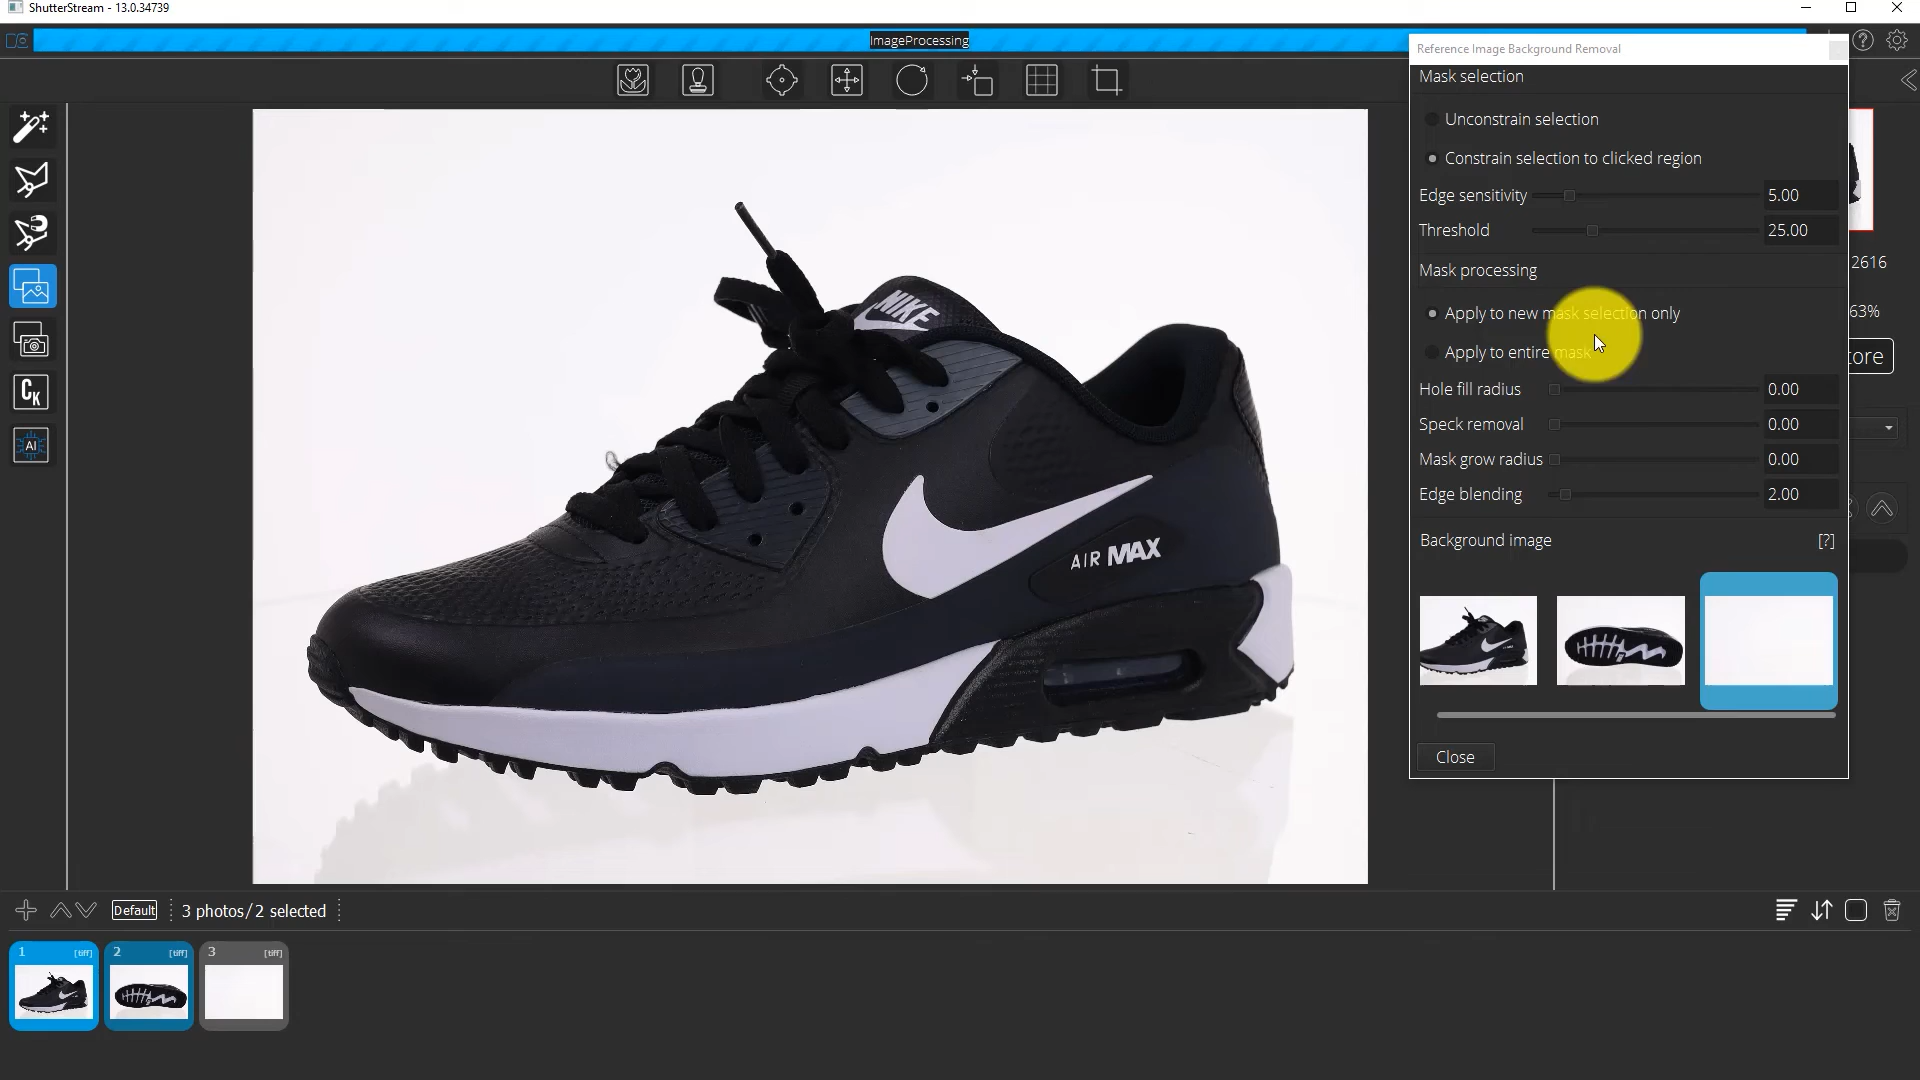 ShutterStream - 13.0.34739
ImageProcessing
Reference Image Background Removal
Mask selection
Unconstrain selection
Constrain selection to clicked region
Edge sensitivity 5.00
Threshold 25.00
Mask processing
Apply to new mask selection only
Apply to entire mask
Hole fill radius 0.00
Speck removal 0.00
Mask grow radius 0.00
Edge blending 2.00
Background image [?]
Close
2616
63%
tore
NIKE
AIR MAX
CK
AI
Default
3 photos/2 selected
1 [tiff]
2 [tiff]
3 [tiff]